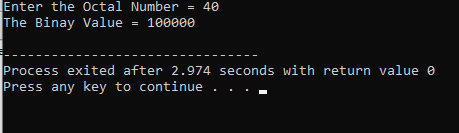 Enter the Octal Number = 40
The Binay Value = 100000
--------------------------------
Process exited after 2.974 seconds with return value 0
Press any key to continue . . .